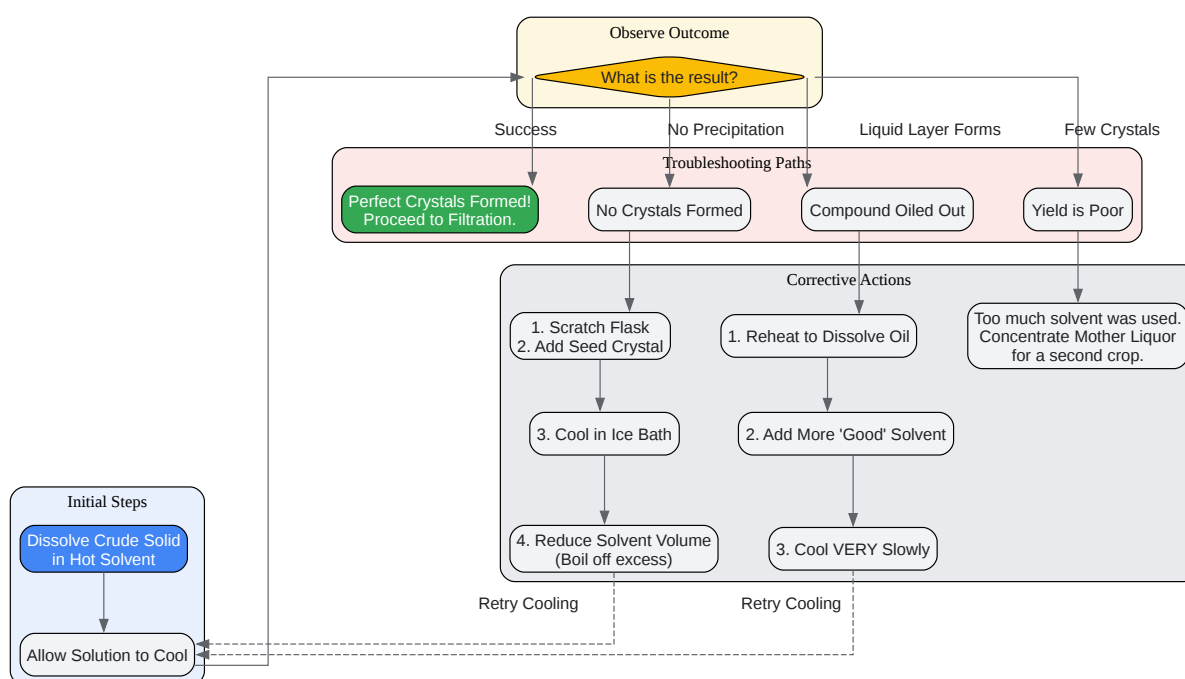 Observe Outcome
What is the result?
Success
No Precipitation
Liquid Layer Forms
Few Crystals
Troubleshooting Paths
Perfect Crystals Formed!
Proceed to Filtration.
No Crystals Formed
Compound Oiled Out
Yield is Poor
Corrective Actions
1. Scratch Flask
2. Add Seed Crystal
1. Reheat to Dissolve Oil
Too much solvent was used.
Concentrate Mother Liquor
for a second crop.
3. Cool in Ice Bath
2. Add More 'Good' Solvent
4. Reduce Solvent Volume
(Boil off excess)
3. Cool VERY Slowly
Retry Cooling
Retry Cooling
Initial Steps
Dissolve Crude Solid
in Hot Solvent
Allow Solution to Cool